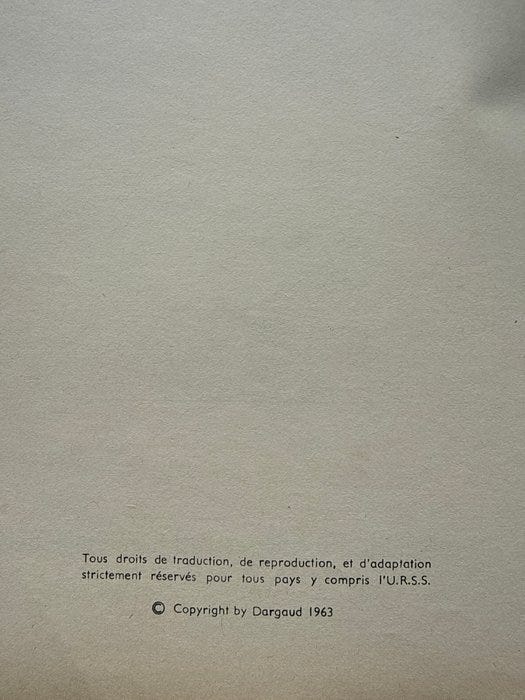 Tous droits de traduction, de reproduction, et d'adaptation
strictement réservés pour tous pays y compris l'U.R.S.S.
© Copyright by Dargaud 1963